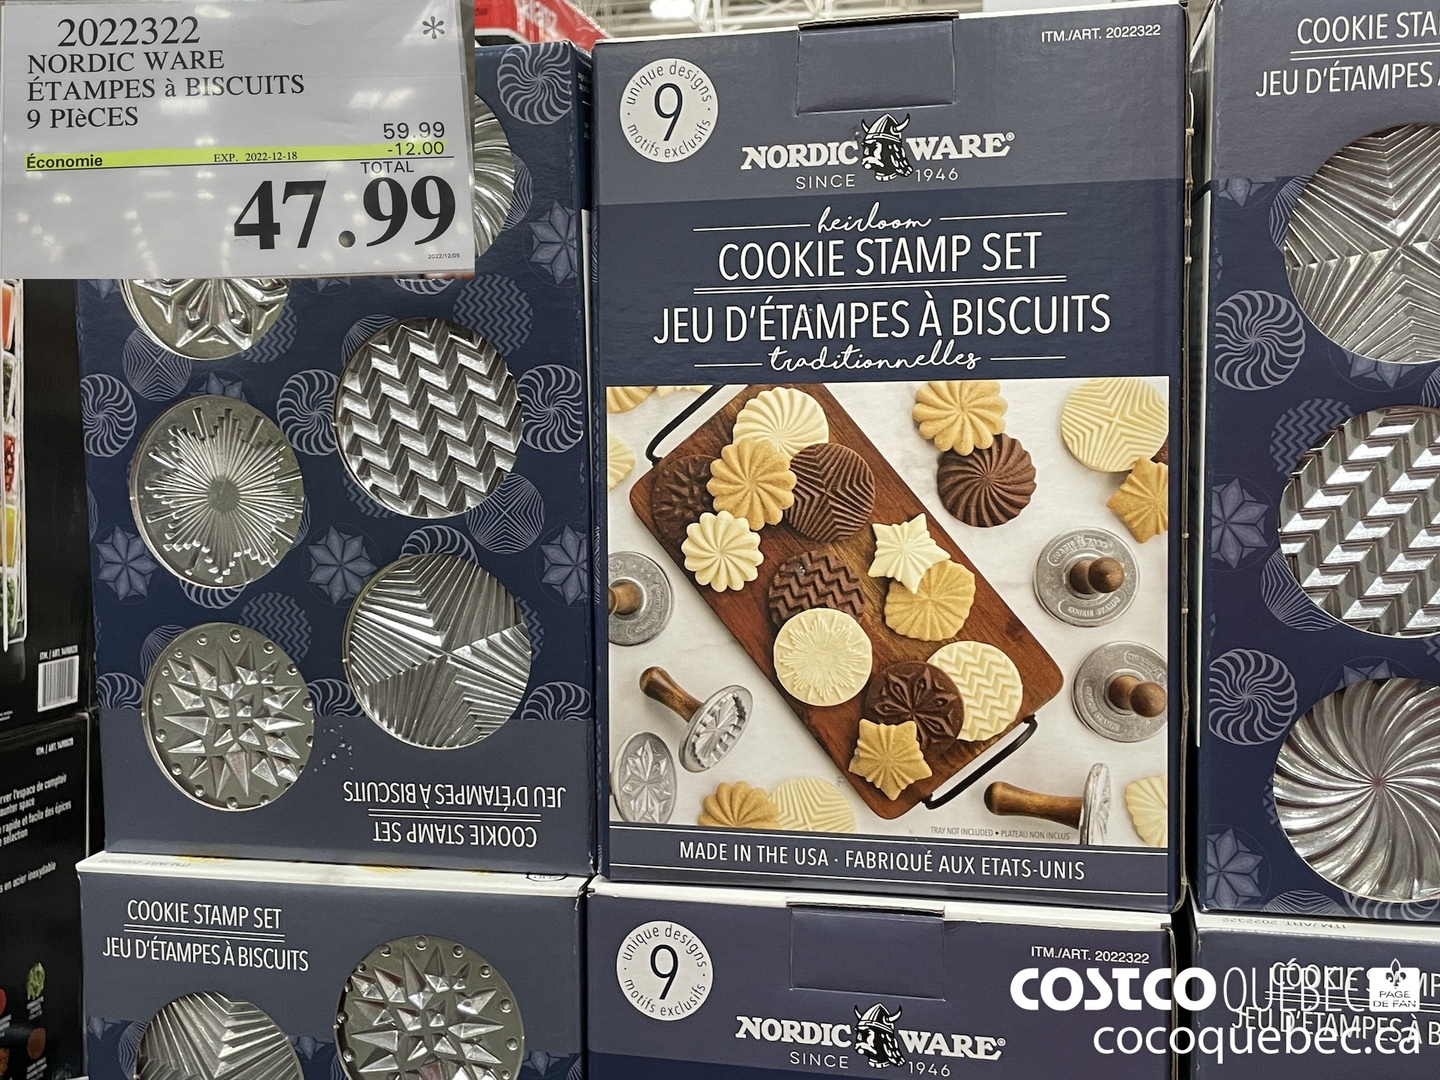 2022322 *
NORDIC WARE
ÉTAMPES à BISCUITS
9 PIèCES
59.99
Économie EXP. 2022-12-18 -12.00
TOTAL
47.99
ITM./ART. 2022322
unique designs
9
motifs exclusifs
NORDIC WARE®
SINCE 1946
heirloom
COOKIE STAMP SET
JEU D'ÉTAMPES À BISCUITS
traditionnelles
TRAY NOT INCLUDED • PLATEAU NON INCLUS
MADE IN THE USA · FABRIQUÉ AUX ETATS-UNIS
COOKIE STAMP SET
JEU D'ÉTAMPES À BISCUITS
COOKIE STAMP SET
JEU D'ÉTAMPES À BISCUITS
unique designs
9
motifs exclusifs
ITM./ART. 2022322
NORDIC WARE®
SINCE 1946
COOKIE STA
JEU D'ÉTAMPES
COSTCO QUÉBEC
PAGE
DE FAN
cocoquebec.ca